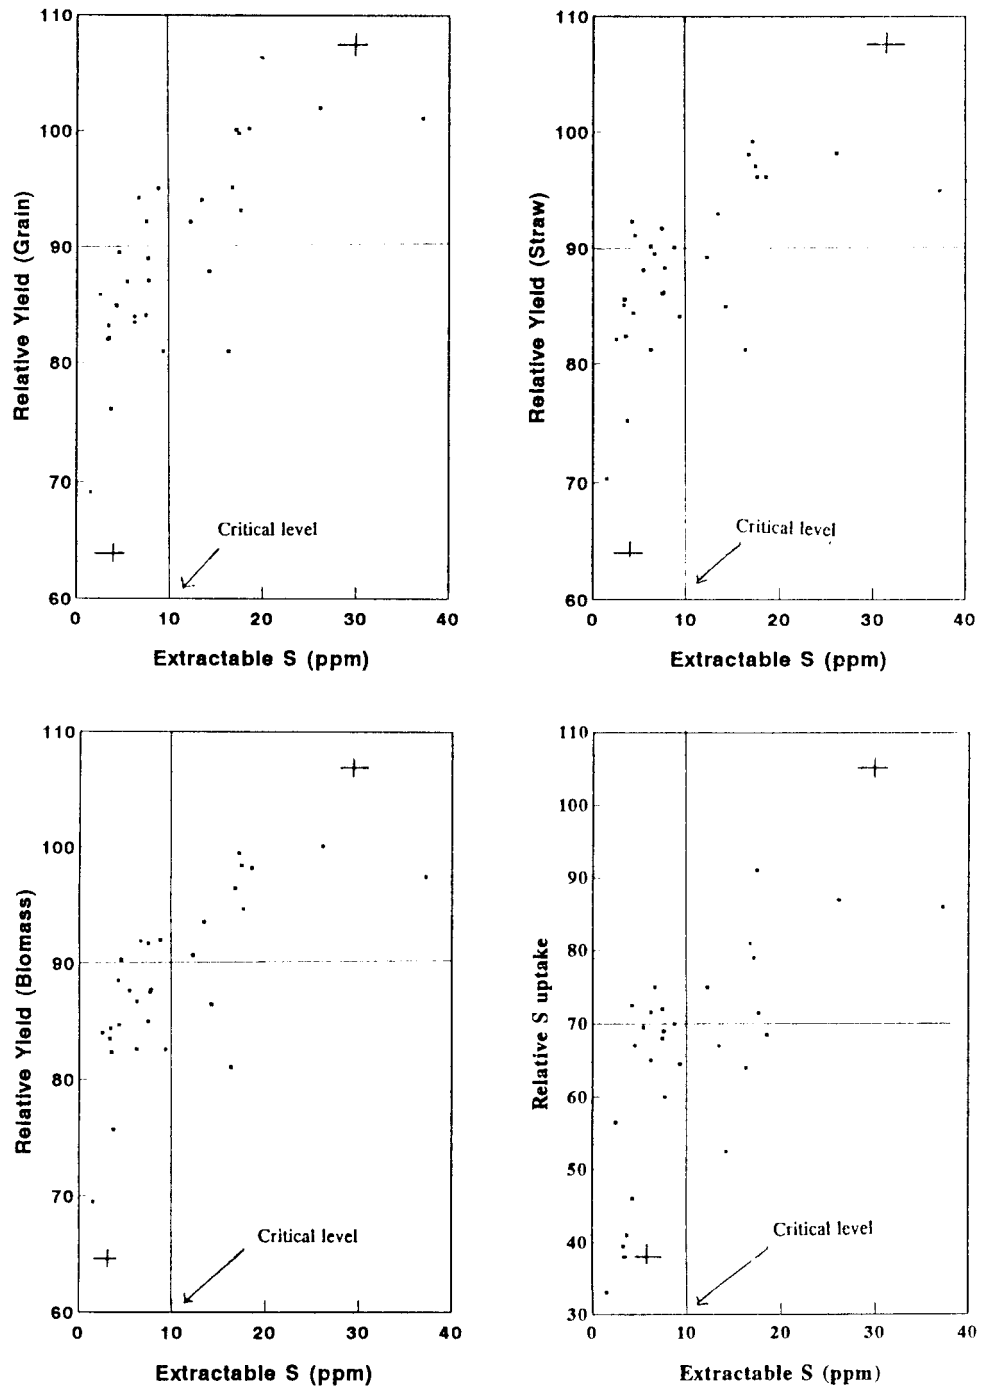 110
100
90
80
70
60
Relative Yield (Grain)
Critical level
0 10 20 30 40
Extractable S (ppm)
110
100
90
80
70
60
Relative Yield (Straw)
Critical level
0 10 20 30 40
Extractable S (ppm)
110
100
90
80
70
60
Relative Yield (Biomass)
Critical level
0 10 20 30 40
Extractable S (ppm)
110
100
90
80
70
60
50
40
30
Relative S uptake
Critical level
0 10 20 30 40
Extractable S (ppm)